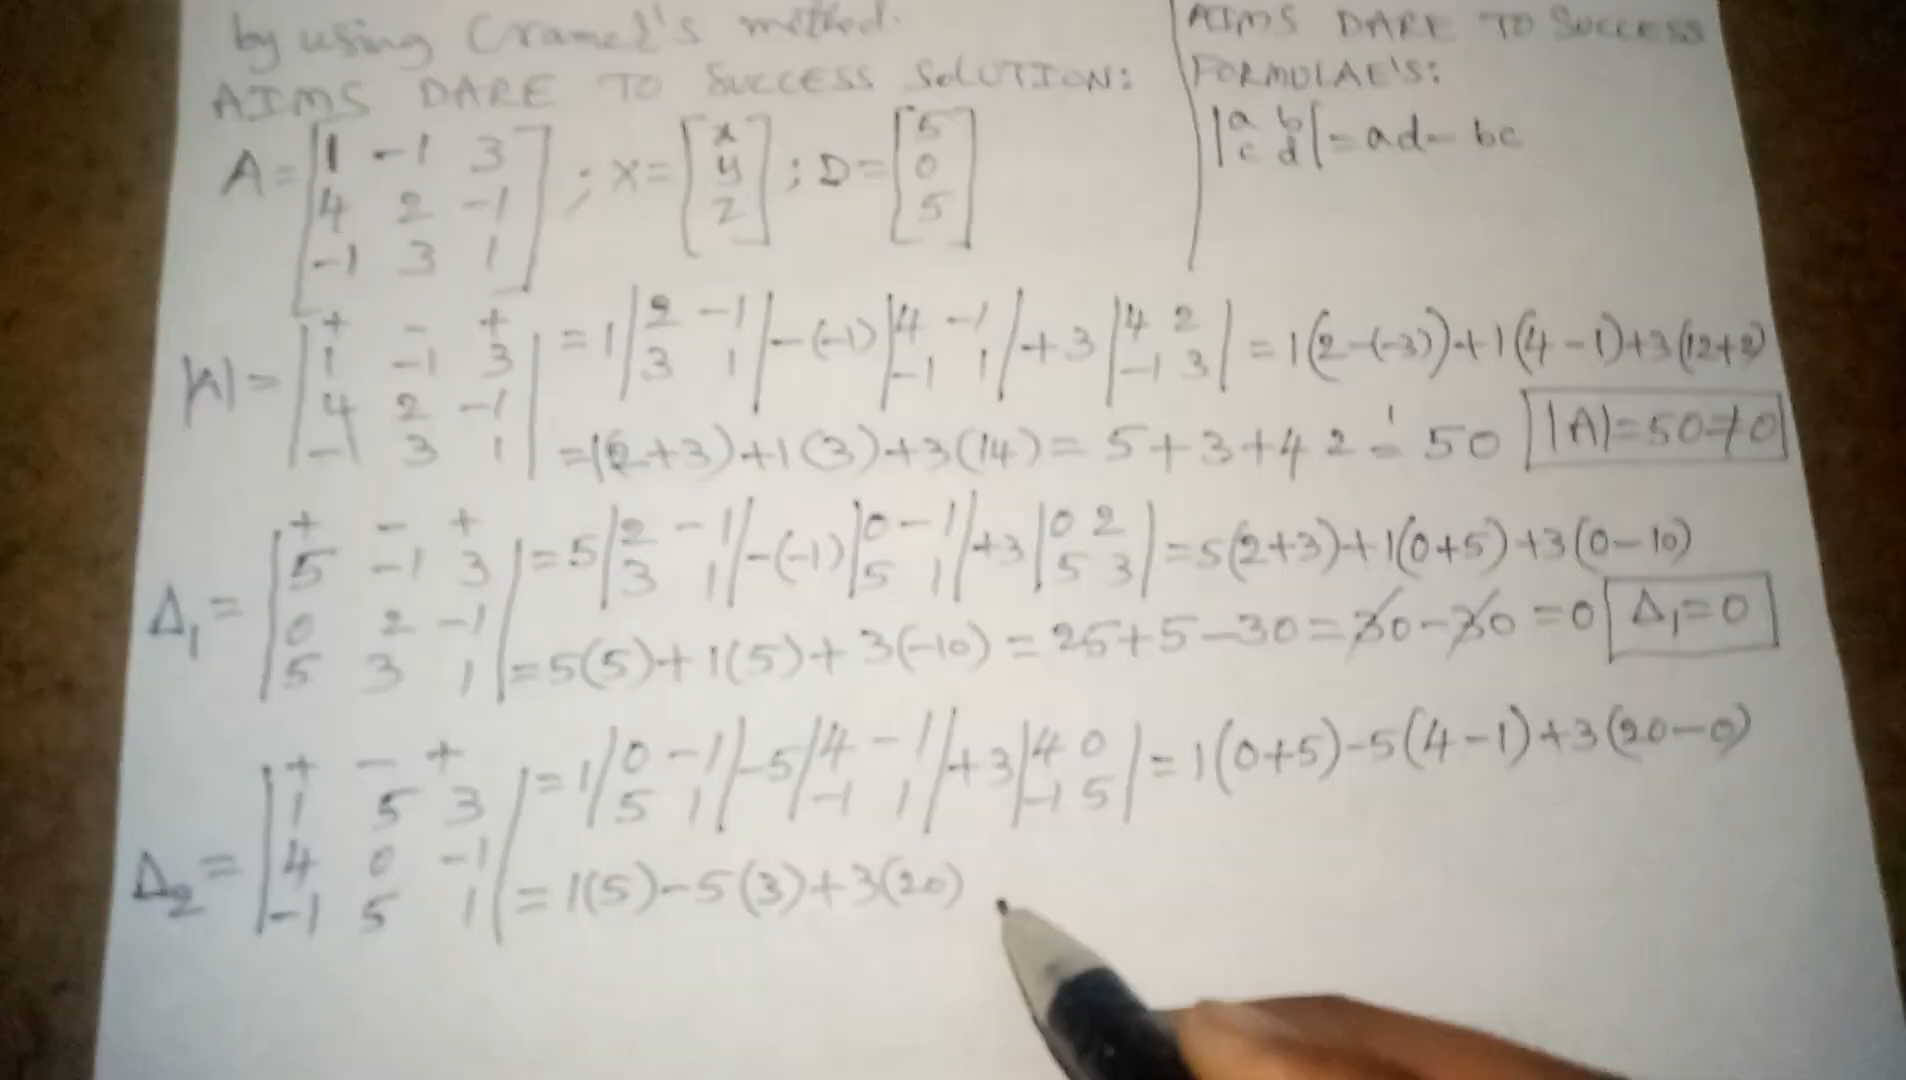 by using Cramer's method.
AIMS DARE TO SUCCESS SOLUTION:
A = [1 -1 3; X = [x ; D = [5
4 2 -1 y 0
-1 3 1] z] 5]
AIMS DARE TO SUCCESS
FORMULAE'S:
|a b
c d| = ad - bc
+ - +
|A| = |1 -1 3
4 2 -1
-1 3 1|
= 1|2 -1 / 3 1| - (-1)|4 -1 / -1 1| + 3|4 2 / -1 3| = 1(2-(-3)) + 1(4-1) + 3(12+2)
= 1(2+3) + 1(3) + 3(14) = 5 + 3 + 42 = 50 |A| = 50 ≠ 0
+ - +
Δ₁ = |5 -1 3
0 2 -1
5 3 1|
= 5|2 -1 / 3 1| - (-1)|0 -1 / 5 1| + 3|0 2 / 5 3| = 5(2+3) + 1(0+5) + 3(0-10)
= 5(5) + 1(5) + 3(-10) = 25 + 5 - 30 = 30 - 30 = 0 Δ₁ = 0
+ - +
Δ₂ = |1 5 3
4 0 -1
-1 5 1|
= 1|0 -1 / 5 1| - 5|4 -1 / -1 1| + 3|4 0 / -1 5| = 1(0+5) - 5(4-1) + 3(20-0)
= 1(5) - 5(3) + 3(20)